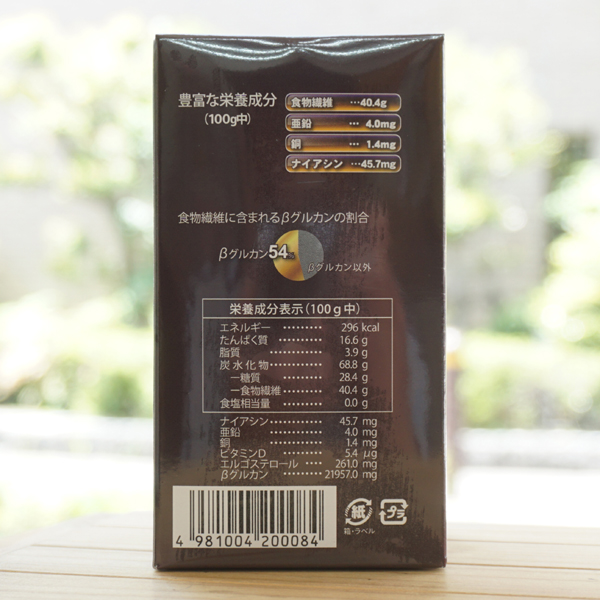 豊富な栄養成分
(100g中)
食物繊維 …40.4g
亜鉛 … 4.0mg
銅 … 1.4mg
ナイアシン …45.7mg
食物繊維に含まれるβグルカンの割合
βグルカン54%
βグルカン以外
栄養成分表示(100g中)
エネルギー ……… 296 kcal
たんぱく質 ……… 16.6 g
脂質 ……… 3.9 g
炭水化物 ……… 68.8 g
ー糖質 ……… 28.4 g
ー食物繊維 ……… 40.4 g
食塩相当量 ……… 0.0 g
ナイアシン ……… 45.7 mg
亜鉛 ……… 4.0 mg
銅 ……… 1.4 mg
ビタミンD ……… 5.4 μg
エルゴステロール …… 261.0 mg
βグルカン ……… 21957.0 mg
4 981004 200084
紙
箱・ラベル
プラ